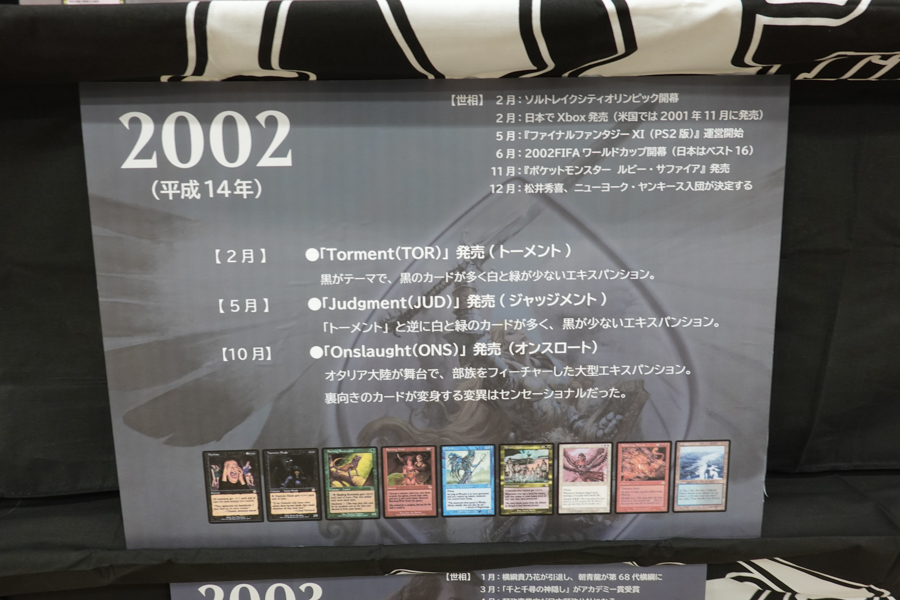 2002
（平成14年）
【世相】 2月：ソルトレイクシティオリンピック開幕
2月：日本でXbox発売（米国では2001年11月に発売）
5月：『ファイナルファンタジーXI（PS2版）』運営開始
6月：2002FIFAワールドカップ開幕（日本はベスト16）
11月：『ポケットモンスター ルビー・サファイア』発売
12月：松井秀喜、ニューヨーク・ヤンキース入団が決定する
【2月】 ●「Torment(TOR)」発売（トーメント）
黒がテーマで、黒のカードが多く白と緑が少ないエキスパンション。
【5月】 ●「Judgment(JUD)」発売（ジャッジメント）
「トーメント」と逆に白と緑のカードが多く、黒が少ないエキスパンション。
【10月】 ●「Onslaught(ONS)」発売（オンスロート）
オタリア大陸が舞台で、部族をフィーチャーした大型エキスパンション。
裏向きのカードが変身する変異はセンセーショナルだった。
2003
【世相】 1月：横綱貴乃花が引退し、朝青龍が第68代横綱に
3月：「千と千尋の神隠し」がアカデミー賞受賞